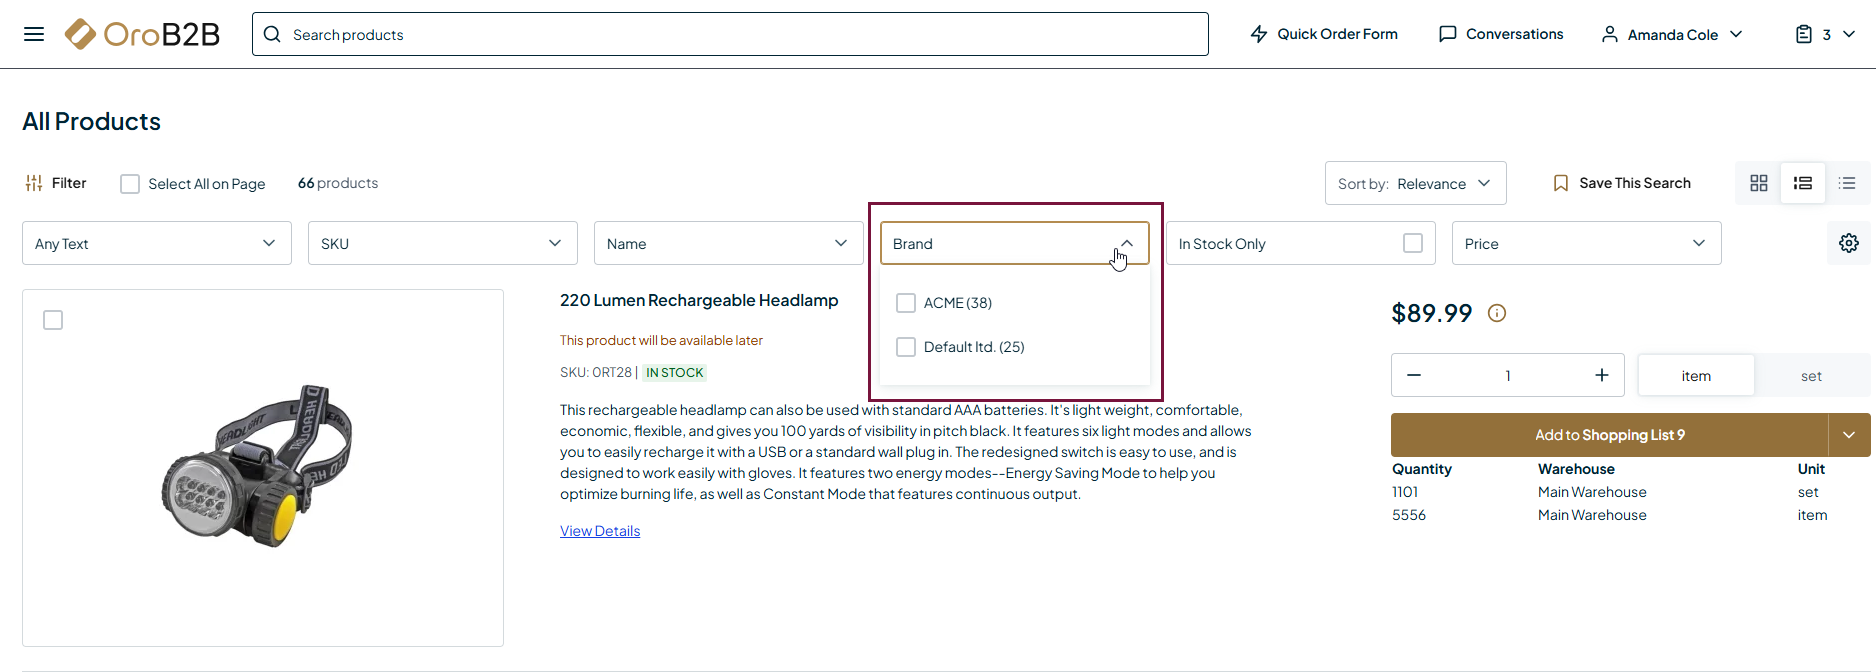 OroB2B
Search products
Quick Order Form
Conversations
Amanda Cole
3
All Products
Filter
Select All on Page
66 products
Sort by: Relevance
Save This Search
Any Text
SKU
Name
Brand
In Stock Only
Price
ACME (38)
Default ltd. (25)
220 Lumen Rechargeable Headlamp
This product will be available later
SKU: 0RT28 | IN STOCK
This rechargeable headlamp can also be used with standard AAA batteries. It's light weight, comfortable,
economic, flexible, and gives you 100 yards of visibility in pitch black. It features six light modes and allows
you to easily recharge it with a USB or a standard wall plug in. The redesigned switch is easy to use, and is
designed to work easily with gloves. It features two energy modes--Energy Saving Mode to help you
optimize burning life, as well as Constant Mode that features continuous output.
View Details
$89.99
1
item
set
Add to Shopping List 9
Quantity Warehouse Unit
1101 Main Warehouse set
5556 Main Warehouse item